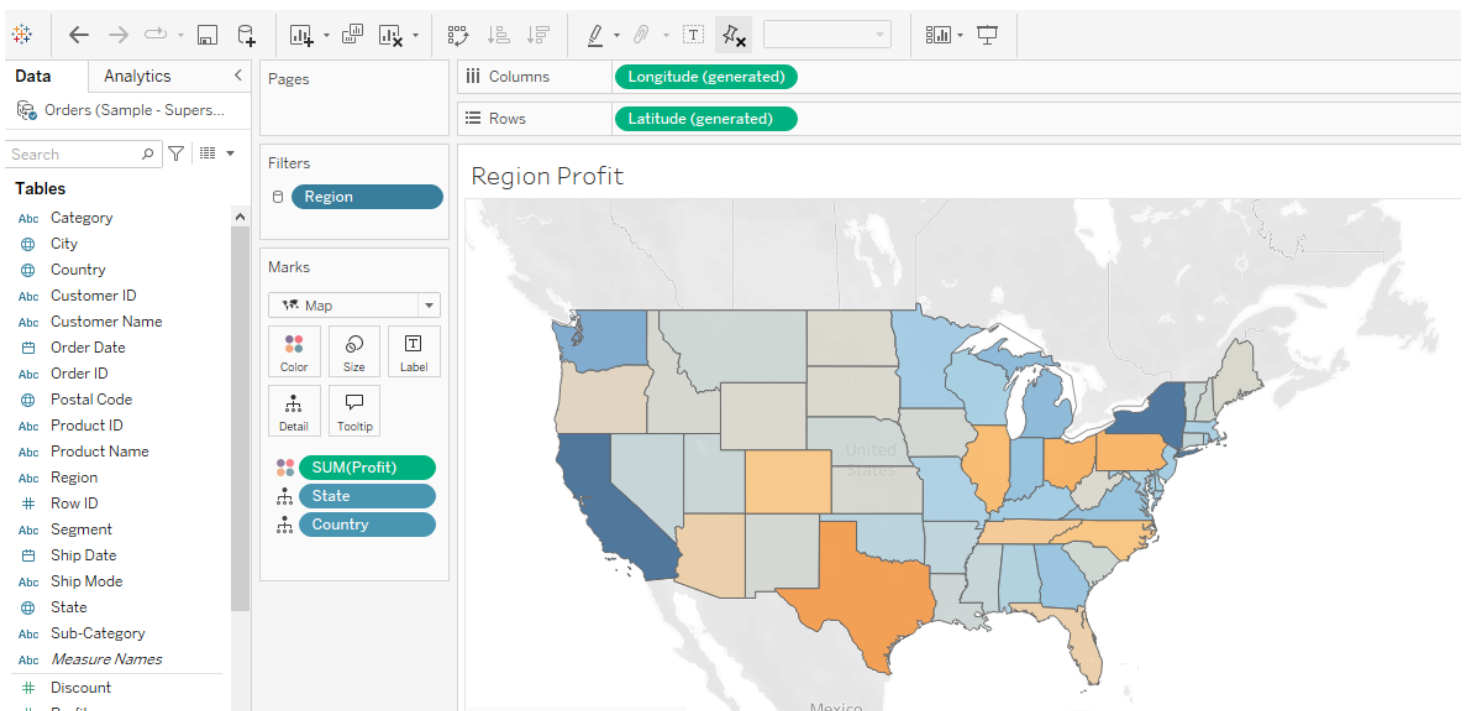 Data
Analytics
Orders (Sample - Supers...
Search
Tables
Abc Category
City
Country
Abc Customer ID
Abc Customer Name
Order Date
Abc Order ID
Postal Code
Abc Product ID
Abc Product Name
Abc Region
# Row ID
Abc Segment
Ship Date
Abc Ship Mode
State
Abc Sub-Category
Abc Measure Names
# Discount
Pages
Filters
Region
Marks
Map
Color Size Label
Detail Tooltip
SUM(Profit)
State
Country
Columns Longitude (generated)
Rows Latitude (generated)
Region Profit
United
States
Mexico